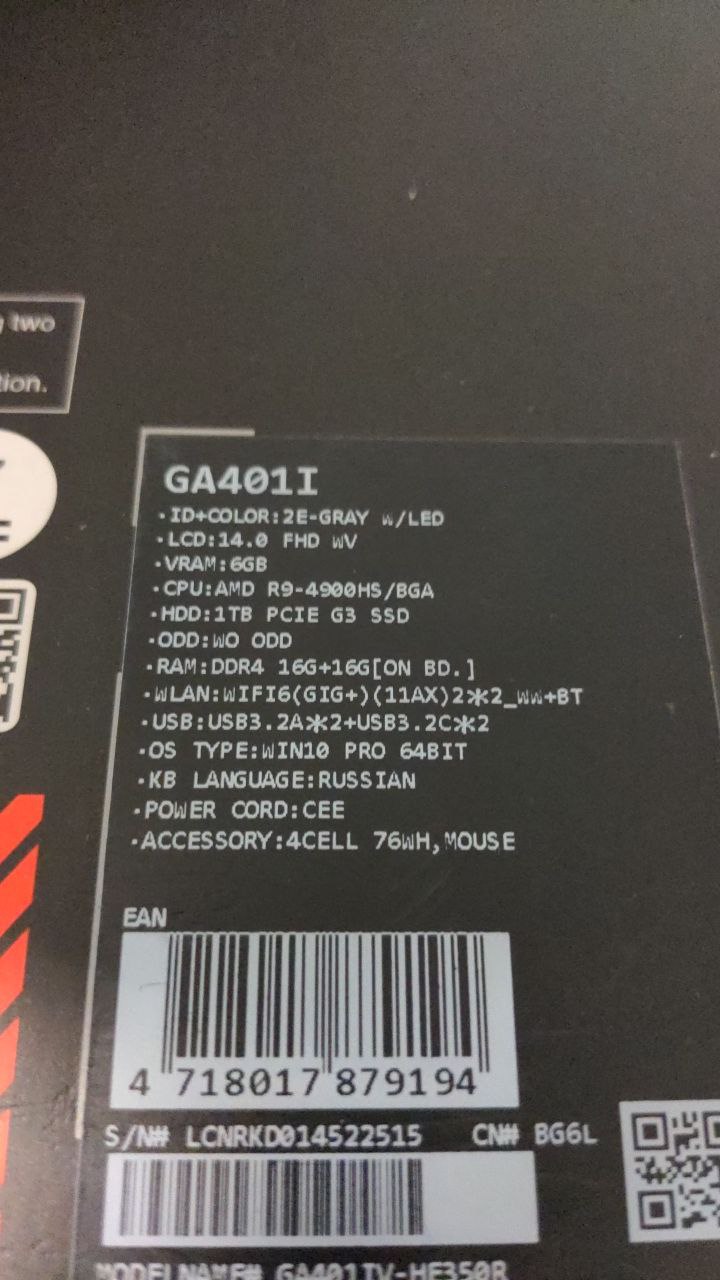 two
tion.
GA401I
·ID+COLOR:2E-GRAY W/LED
·LCD:14.0 FHD WV
·VRAM:6GB
·CPU:AMD R9-4900HS/BGA
·HDD:1TB PCIE G3 SSD
·ODD:WO ODD
·RAM:DDR4 16G+16G[ON BD.]
·WLAN:WIFI6(GIG+)(11AX)2*2_WW+BT
·USB:USB3.2A*2+USB3.2C*2
·OS TYPE:WIN10 PRO 64BIT
·KB LANGUAGE:RUSSIAN
·POWER CORD:CEE
·ACCESSORY:4CELL 76WH,MOUSE
EAN
4 718017 879194
S/N# LCNRKD014522515 CN# BG6L
MODELNAME# GA401IV-HE350R